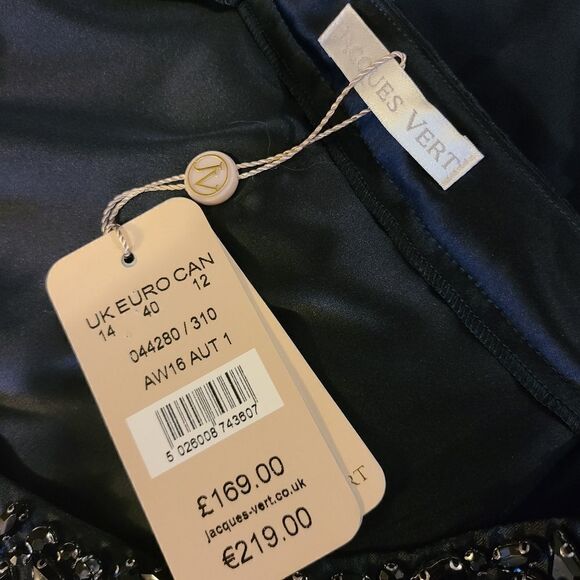 JACQUES VERT
UK EURO CAN
14 40 12
044280 / 310
AW16 AUT 1
5 026008 743607
£169.00
jacques-vert.co.uk
€219.00
RT